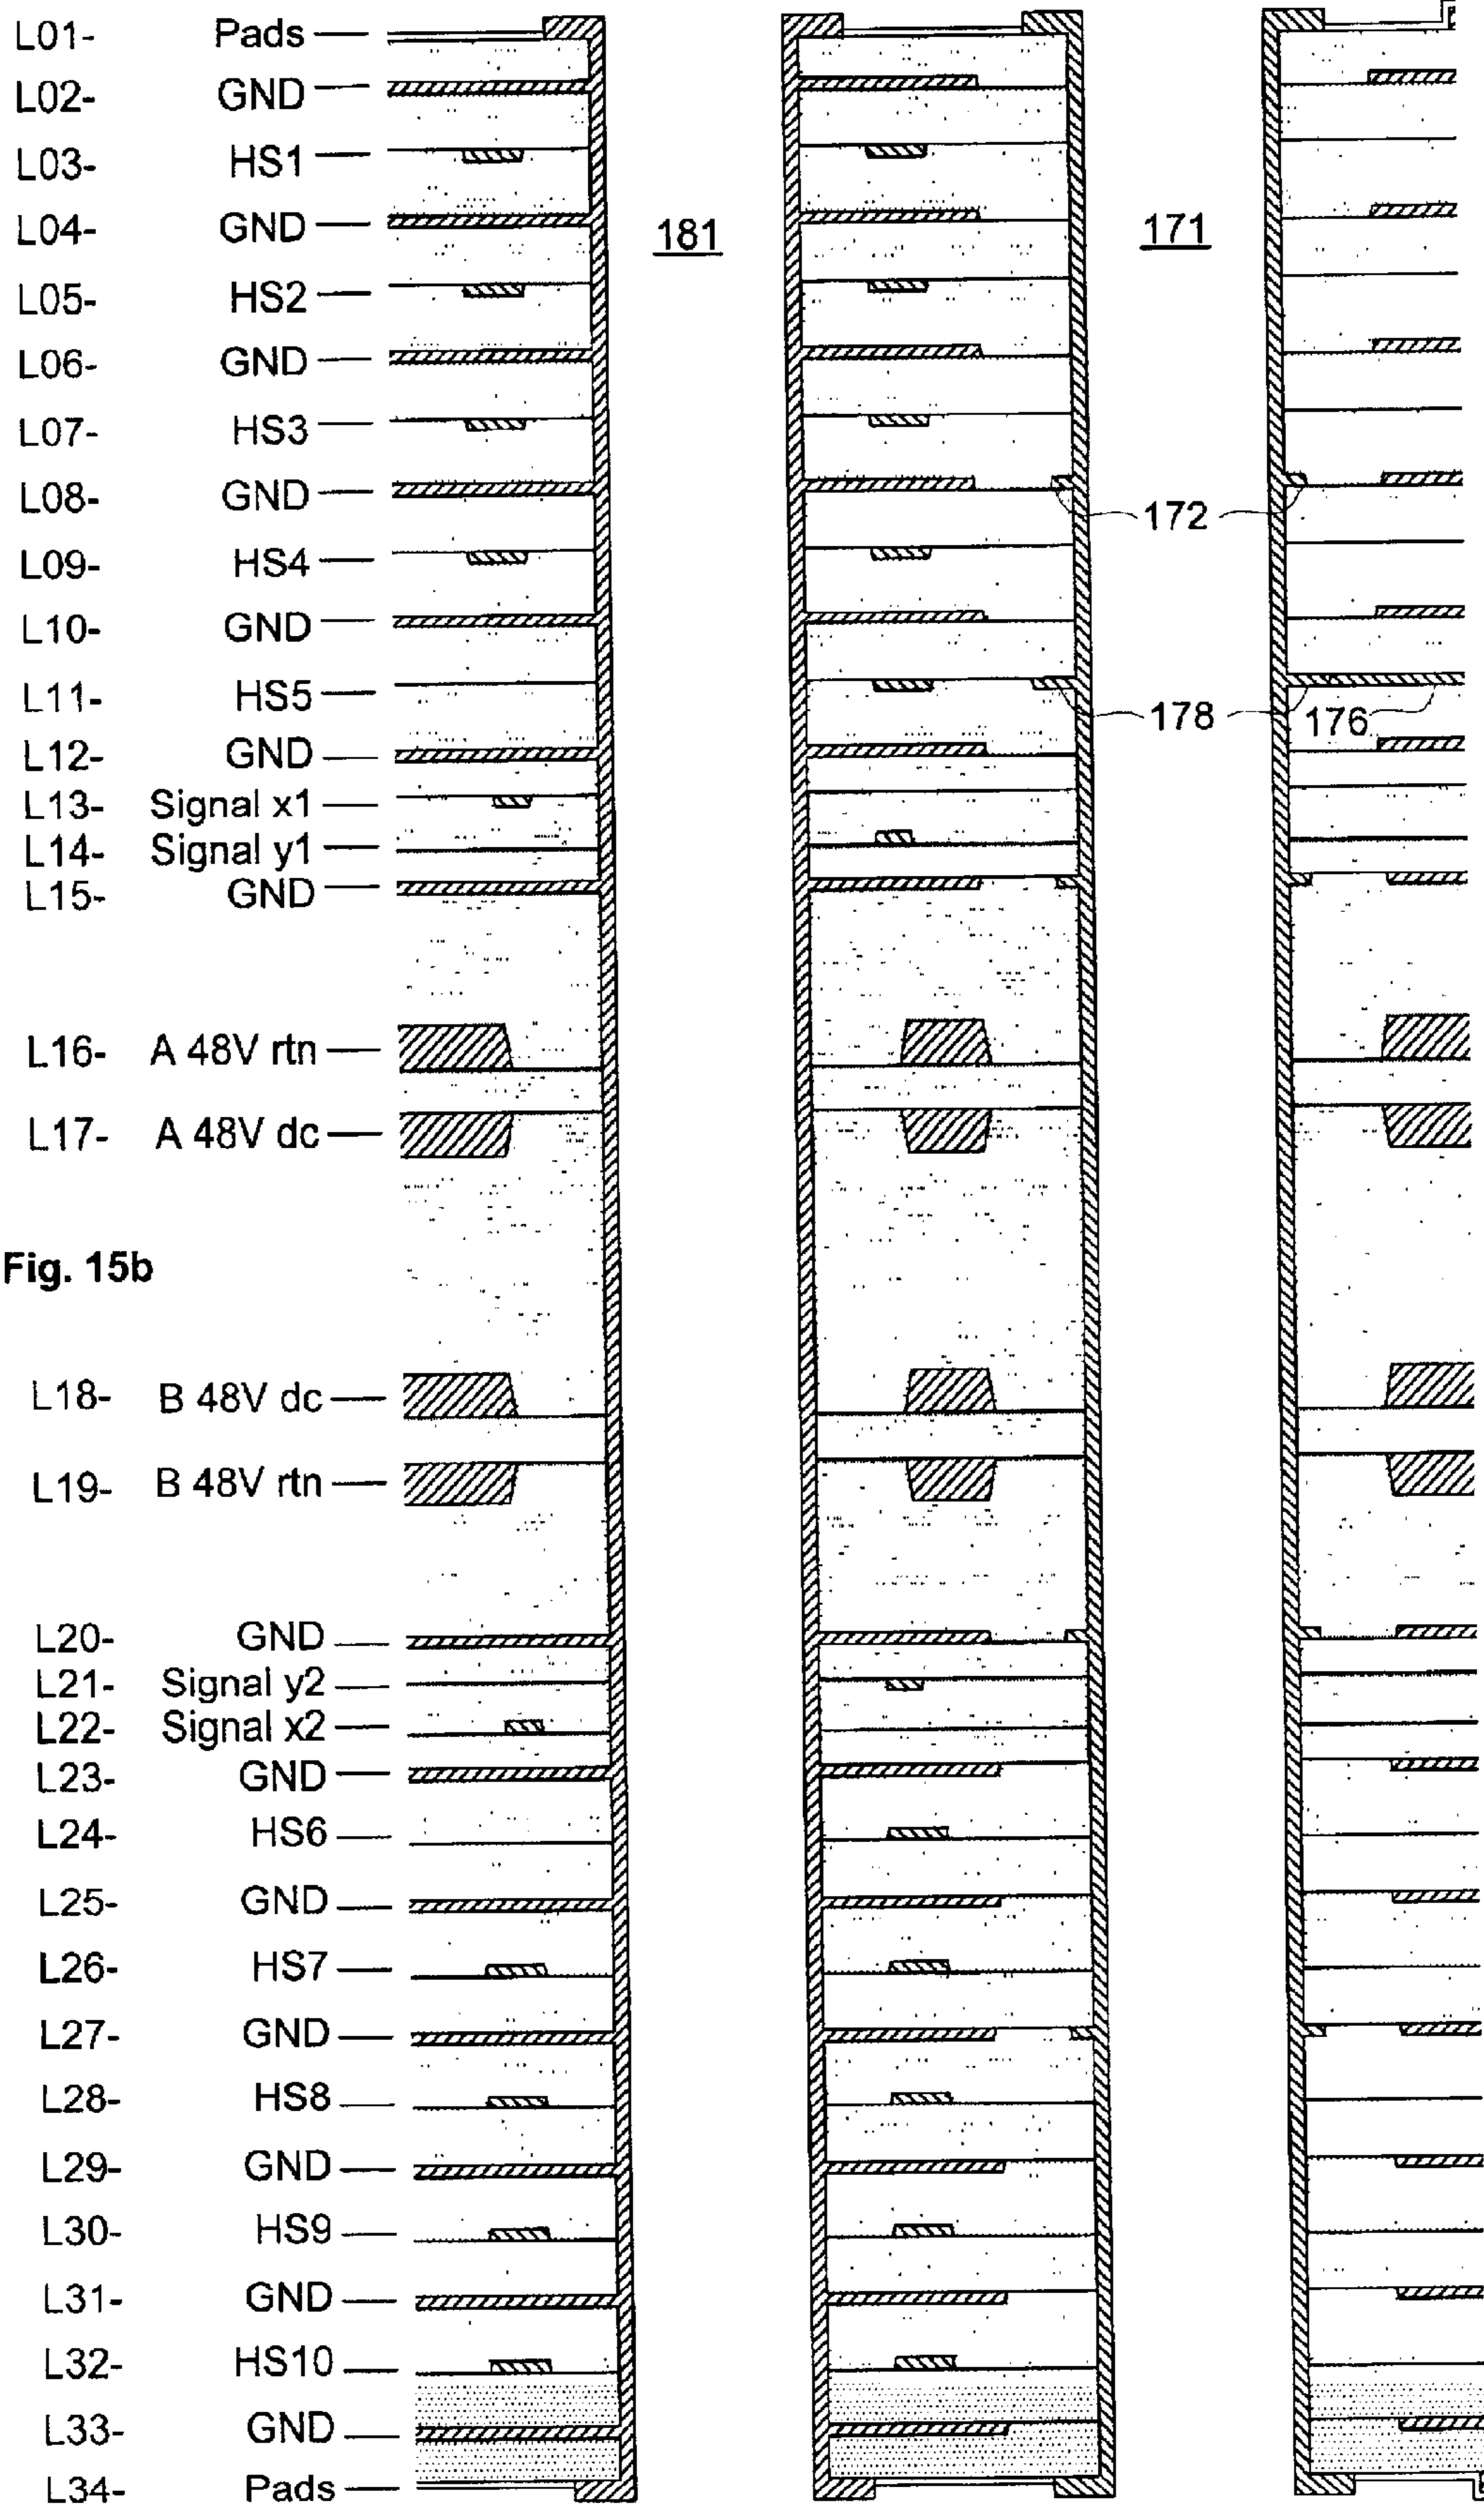 L01- Pads
L02- GND
L03- HS1
L04- GND
181
171
L05- HS2
L06- GND
L07- HS3
L08- GND
172
L09- HS4
L10- GND
L11- HS5
178
176
L12- GND
L13- Signal x1
L14- Signal y1
L15- GND
L16- A 48V rtn
L17- A 48V dc
Fig. 15b
L18- B 48V dc
L19- B 48V rtn
L20- GND
L21- Signal y2
L22- Signal x2
L23- GND
L24- HS6
L25- GND
L26- HS7
L27- GND
L28- HS8
L29- GND
L30- HS9
L31- GND
L32- HS10
L33- GND
L34- Pads